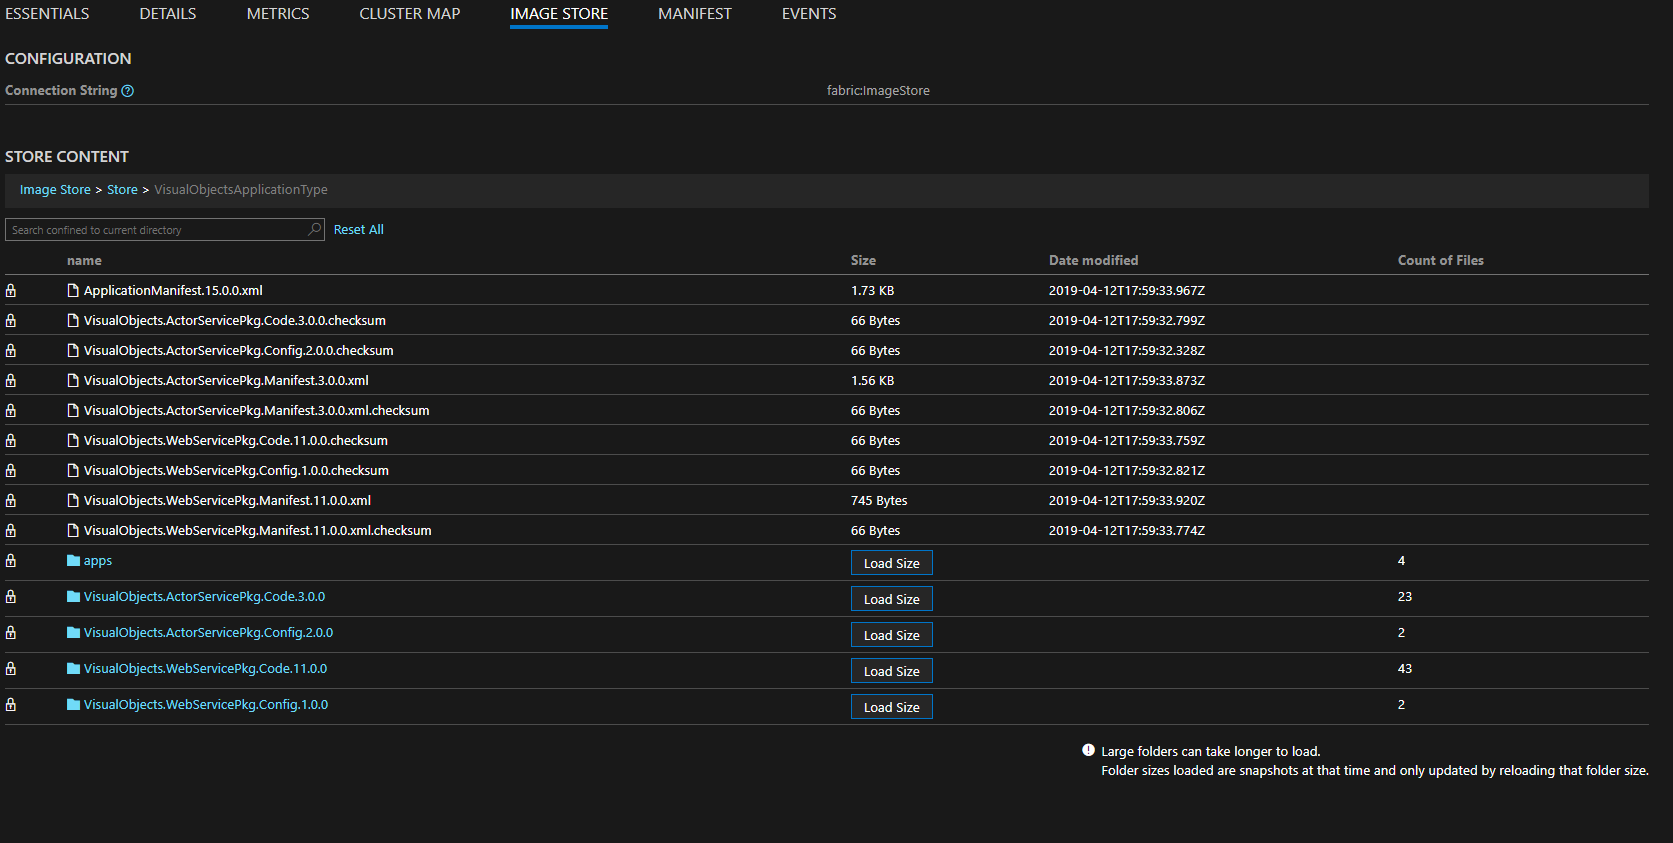 ESSENTIALS DETAILS METRICS CLUSTER MAP IMAGE STORE MANIFEST EVENTS
CONFIGURATION
Connection String ? fabric:ImageStore
STORE CONTENT
Image Store > Store > VisualObjectsApplicationType
Search confined to current directory Reset All
name Size Date modified Count of Files
ApplicationManifest.15.0.0.xml 1.73 KB 2019-04-12T17:59:33.967Z
VisualObjects.ActorServicePkg.Code.3.0.0.checksum 66 Bytes 2019-04-12T17:59:32.799Z
VisualObjects.ActorServicePkg.Config.2.0.0.checksum 66 Bytes 2019-04-12T17:59:32.328Z
VisualObjects.ActorServicePkg.Manifest.3.0.0.xml 1.56 KB 2019-04-12T17:59:33.873Z
VisualObjects.ActorServicePkg.Manifest.3.0.0.xml.checksum 66 Bytes 2019-04-12T17:59:32.806Z
VisualObjects.WebServicePkg.Code.11.0.0.checksum 66 Bytes 2019-04-12T17:59:33.759Z
VisualObjects.WebServicePkg.Config.1.0.0.checksum 66 Bytes 2019-04-12T17:59:32.821Z
VisualObjects.WebServicePkg.Manifest.11.0.0.xml 745 Bytes 2019-04-12T17:59:33.920Z
VisualObjects.WebServicePkg.Manifest.11.0.0.xml.checksum 66 Bytes 2019-04-12T17:59:33.774Z
apps Load Size 4
VisualObjects.ActorServicePkg.Code.3.0.0 Load Size 23
VisualObjects.ActorServicePkg.Config.2.0.0 Load Size 2
VisualObjects.WebServicePkg.Code.11.0.0 Load Size 43
VisualObjects.WebServicePkg.Config.1.0.0 Load Size 2
Large folders can take longer to load.
Folder sizes loaded are snapshots at that time and only updated by reloading that folder size.